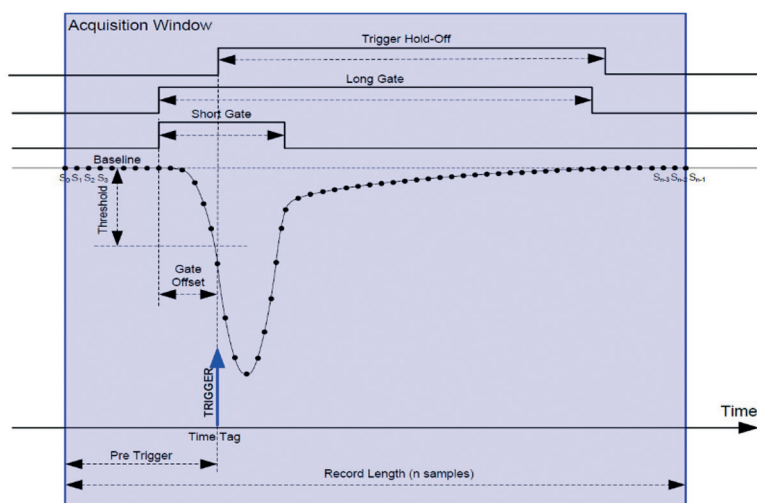 Acquisition Window
Trigger Hold-Off
Long Gate
Short Gate
Baseline
S0 S1 S2 S3
Sn-3 Sn-2 Sn-1
Threshold
Gate
Offset
TRIGGER
Time
Time Tag
Pre Trigger
Record Length (n samples)